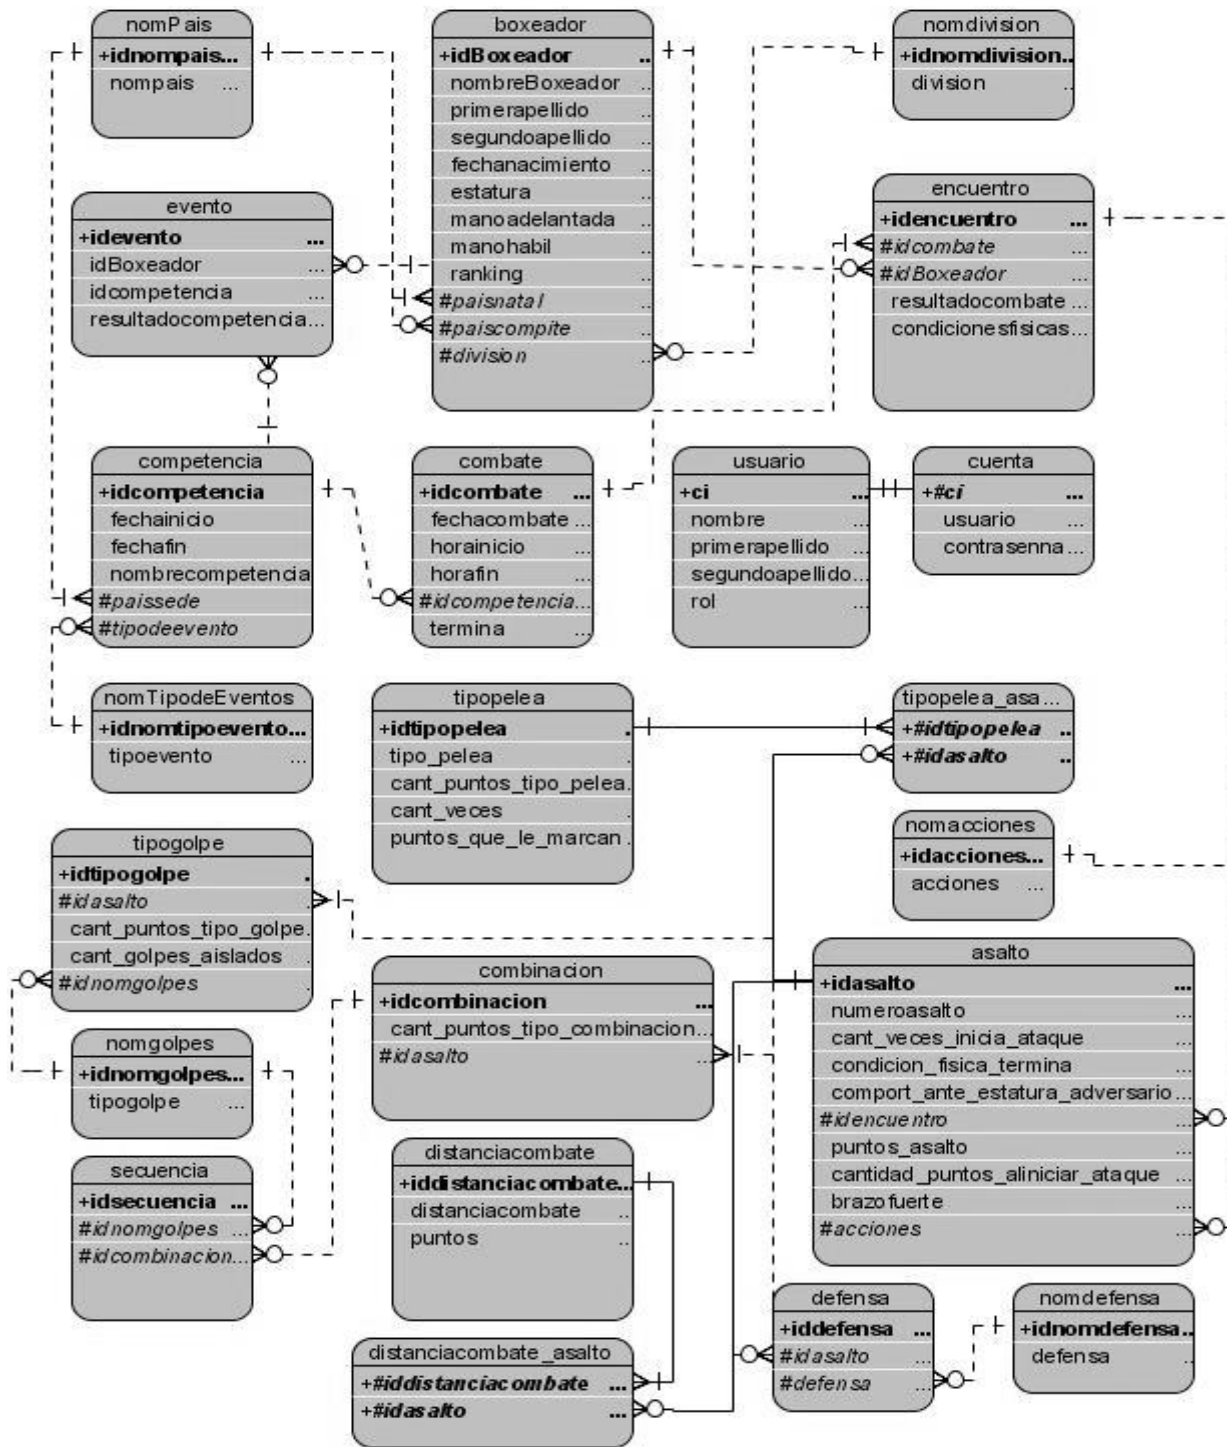 nomPais
+idnompais...
nompais ...
boxeador
+idBoxeador ..
nombreBoxeador ..
primerapellido ..
segundoapellido ..
fechanacimiento ..
estatura ..
manoadelantada ..
manohabil ..
ranking ..
#paisnatal ..
#paiscompite ..
#division ..
nomdivision
+idnomdivision..
division ..
evento
+idevento ...
idBoxeador ...
idcompetencia ...
resultadocompetencia...
encuentro
+idencuentro ...
#idcombate ...
#idBoxeador ...
resultadocombate ...
condicionesfisicas...
competencia
+idcompetencia
fechainicio
fechafin
nombrecompetencia
#paissede
#tipodeevento
combate
+idcombate ...
fechacombate ...
horainicio ...
horafin ...
#idcompetencia...
termina ...
usuario
+ci ...
nombre ...
primerapellido ...
segundoapellido...
rol ...
cuenta
+#ci ...
usuario ...
contrasenna ...
nomTipodeEventos
+idnomtipoevento...
tipoevento ...
tipopelea
+idtipopelea .
tipo_pelea .
cant_puntos_tipo_pelea.
cant_veces .
puntos_que_le_marcan .
tipopelea_asa...
+#idtipopelea ..
+#idasalto ..
nomacciones
+idacciones...
acciones ...
tipogolpe
+idtipogolpe .
#idasalto .
cant_puntos_tipo_golpe.
cant_golpes_aislados .
#idnomgolpes .
combinacion
+idcombinacion ...
cant_puntos_tipo_combinacion...
#idasalto ...
asalto
+idasalto ...
numeroasalto ...
cant_veces_inicia_ataque ...
condicion_fisica_termina ...
comport_ante_estatura_adversario...
#idencuentro ...
puntos_asalto ...
cantidad_puntos_aliniciar_ataque ...
brazofuerte ...
#acciones ...
nomgolpes
+idnomgolpes...
tipogolpe ...
secuencia
+idsecuencia ...
#idnomgolpes ...
#idcombinacion...
distanciacombate
+iddistanciacombate...
distanciacombate ..
puntos ..
distanciacombate_asalto
+#iddistanciacombate ...
+#idasalto ...
defensa
+iddefensa ...
#idasalto ...
#defensa ...
nomdefensa
+idnomdefensa..
defensa ..